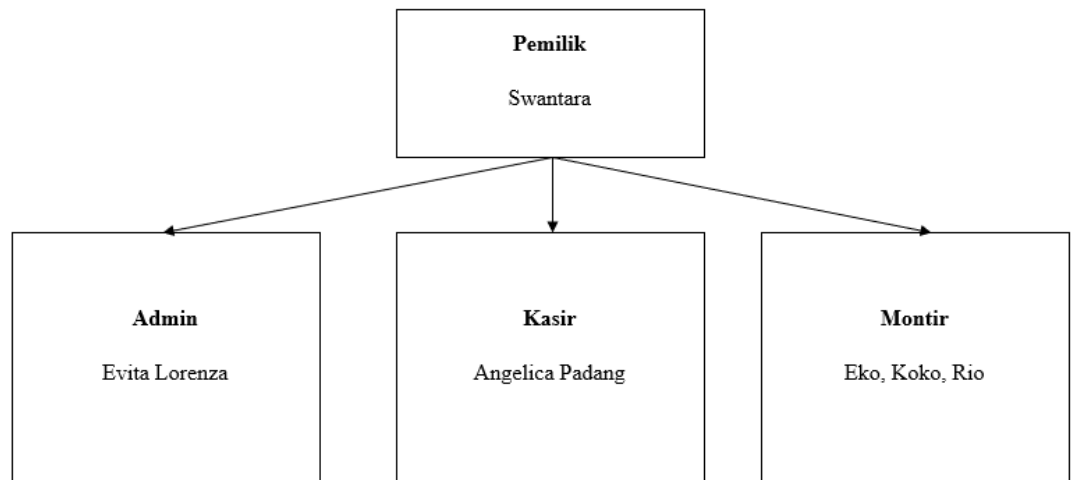 Pemilik
Swantara
Admin
Evita Lorenza
Kasir
Angelica Padang
Montir
Eko, Koko, Rio